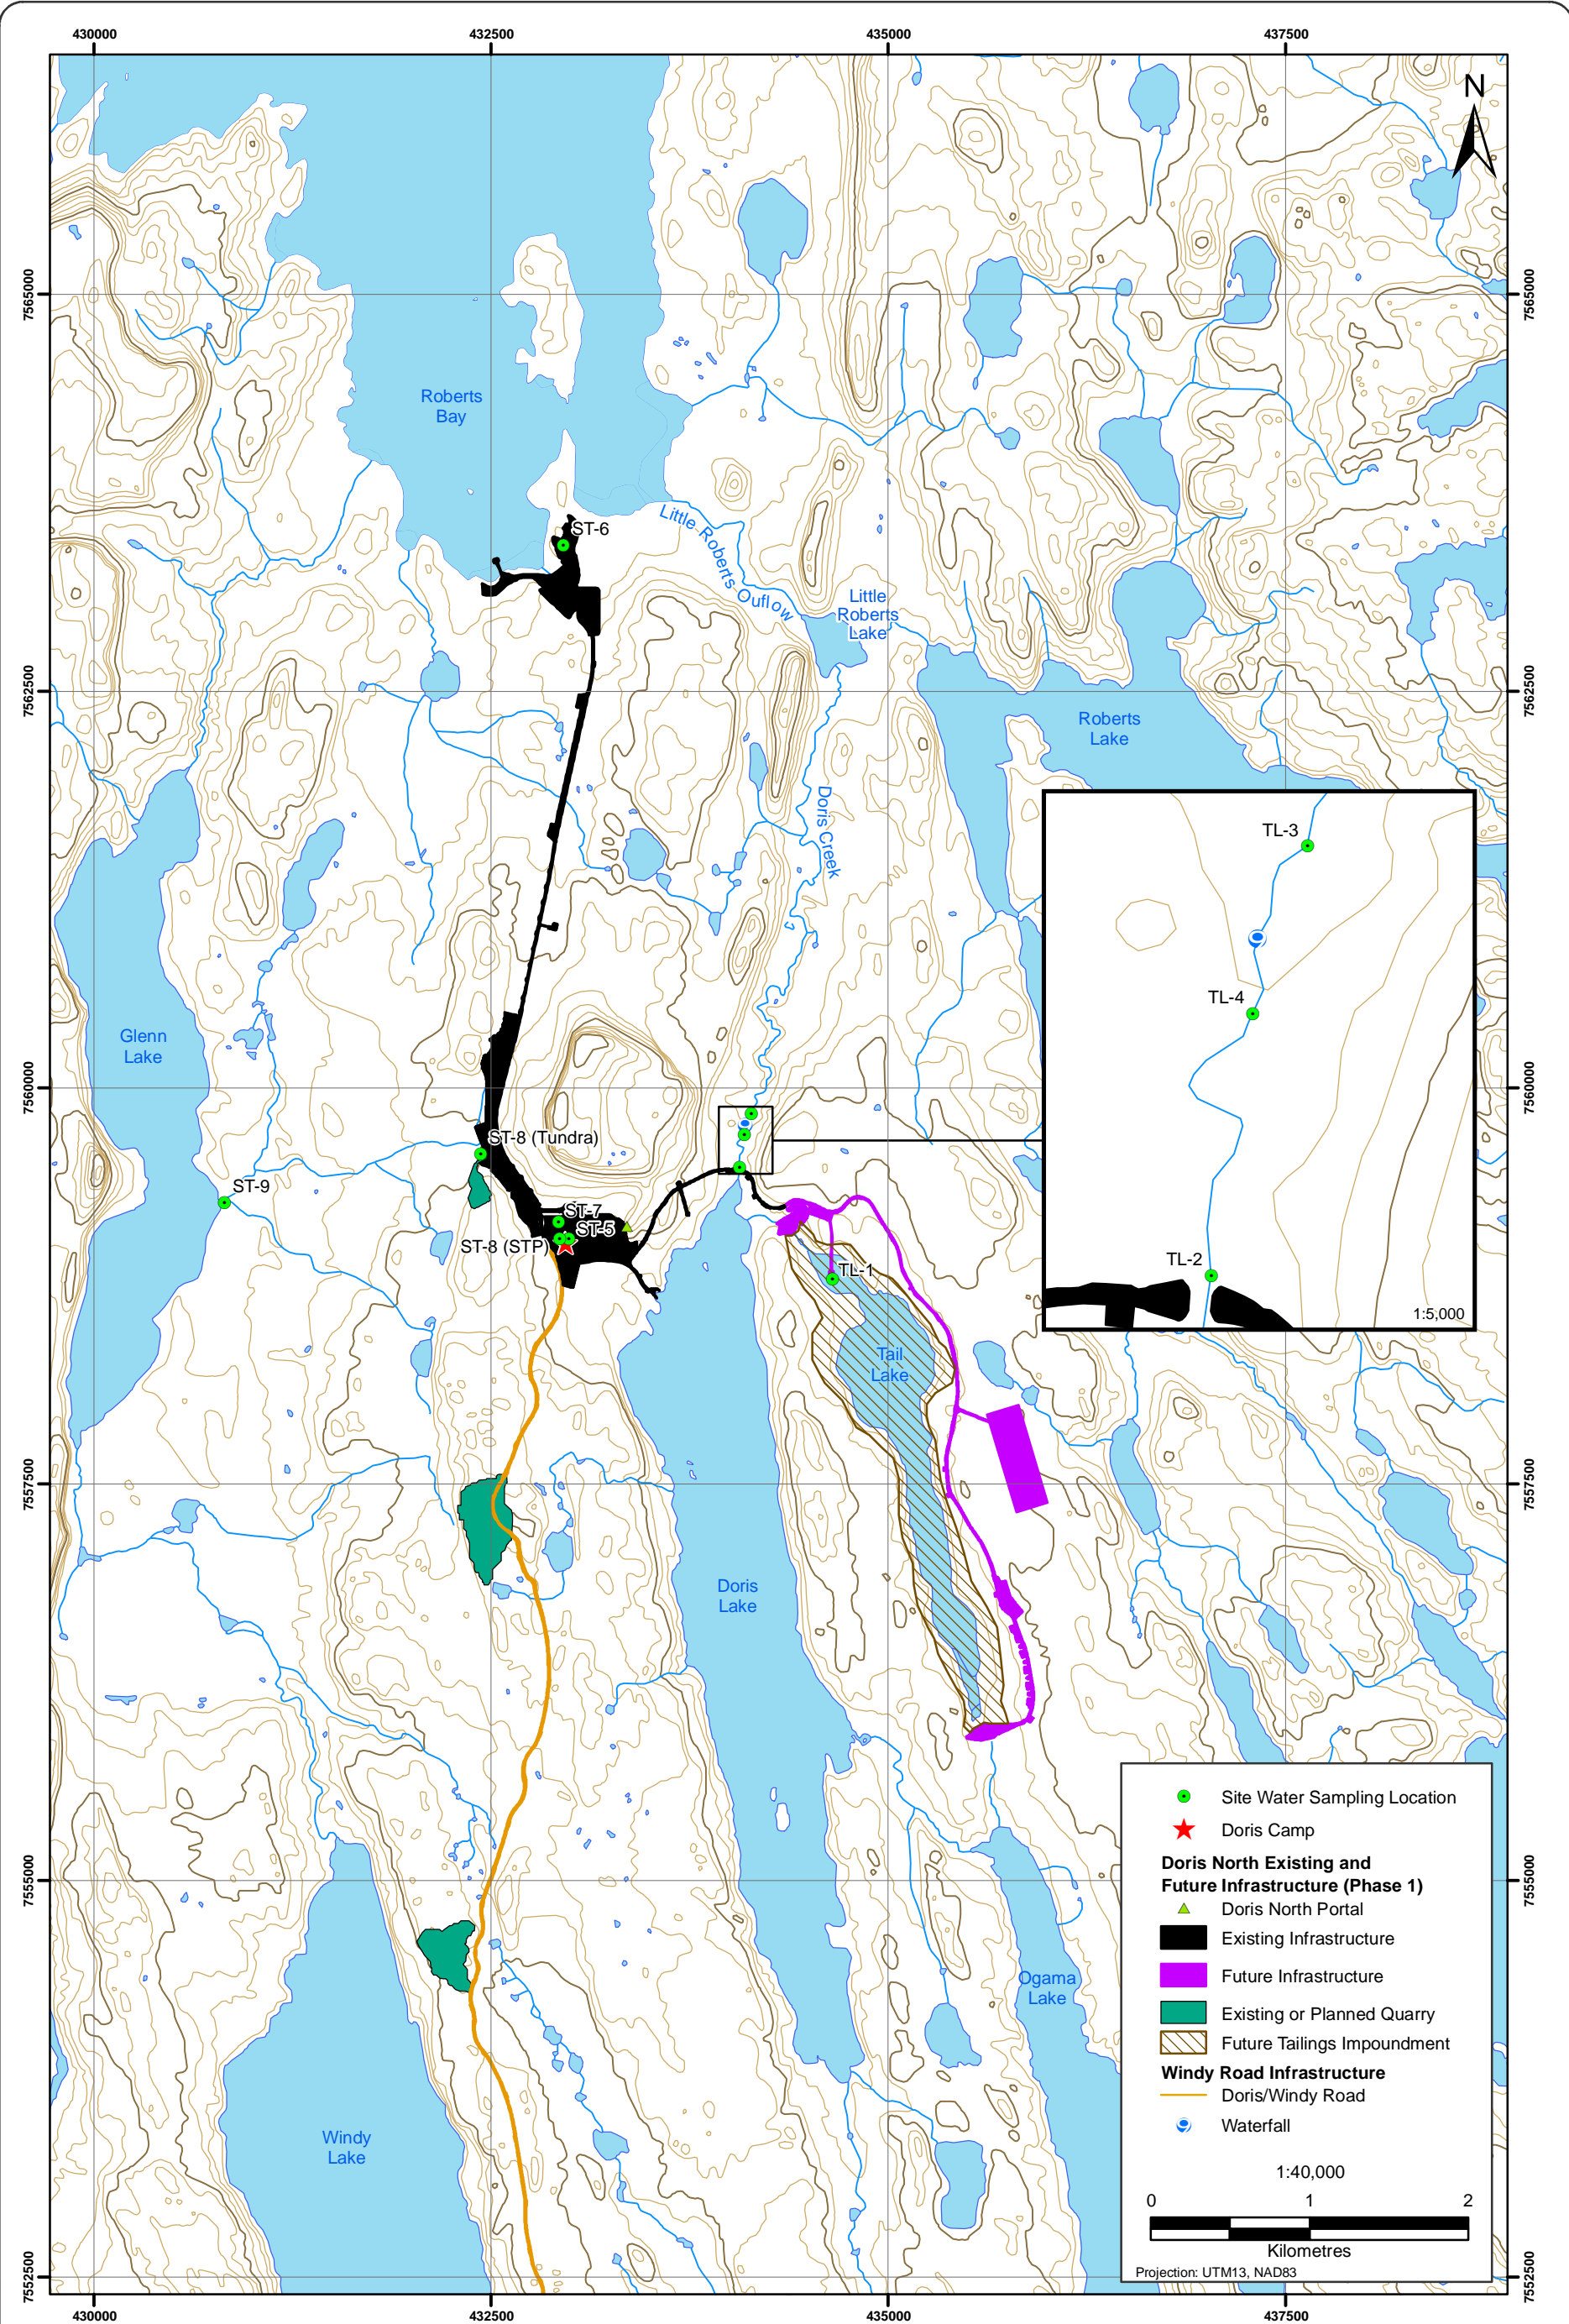 430000
432500
435000
437500
N
7565000
7565000
Roberts
Bay
ST-6
Little Roberts Ouflow
Little
Roberts
Lake
7562500
7562500
Roberts
Lake
Doris Creek
TL-3
TL-4
TL-2
1:5,000
Glenn
Lake
7560000
7560000
ST-8 (Tundra)
ST-9
ST-7
ST-5
ST-8 (STP)
TL-1
Tail
Lake
7557500
7557500
Doris
Lake
7555000
7555000
Ogama
Lake
Windy
Lake
Site Water Sampling Location
Doris Camp
Doris North Existing and
Future Infrastructure (Phase 1)
Doris North Portal
Existing Infrastructure
Future Infrastructure
Existing or Planned Quarry
Future Tailings Impoundment
Windy Road Infrastructure
Doris/Windy Road
Waterfall
1:40,000
0 1 2
Kilometres
Projection: UTM13, NAD83
7552500
7552500
430000
432500
435000
437500